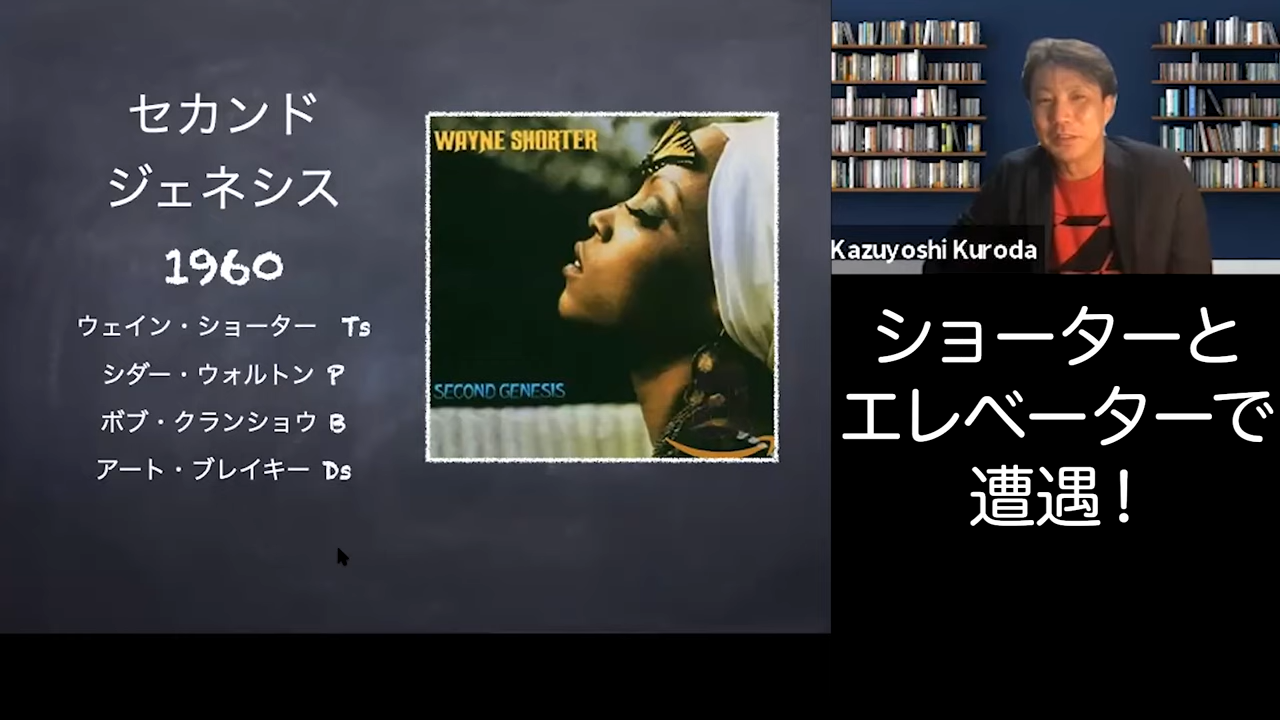 セカンド
ジェネシス
1960
ウェイン・ショーター Ts
シダー・ウォルトン P
ボブ・クランショウ B
アート・ブレイキー Ds
WAYNE SHORTER
SECOND GENESIS
Kazuyoshi Kuroda
ショーターと
エレベーターで
遭遇！